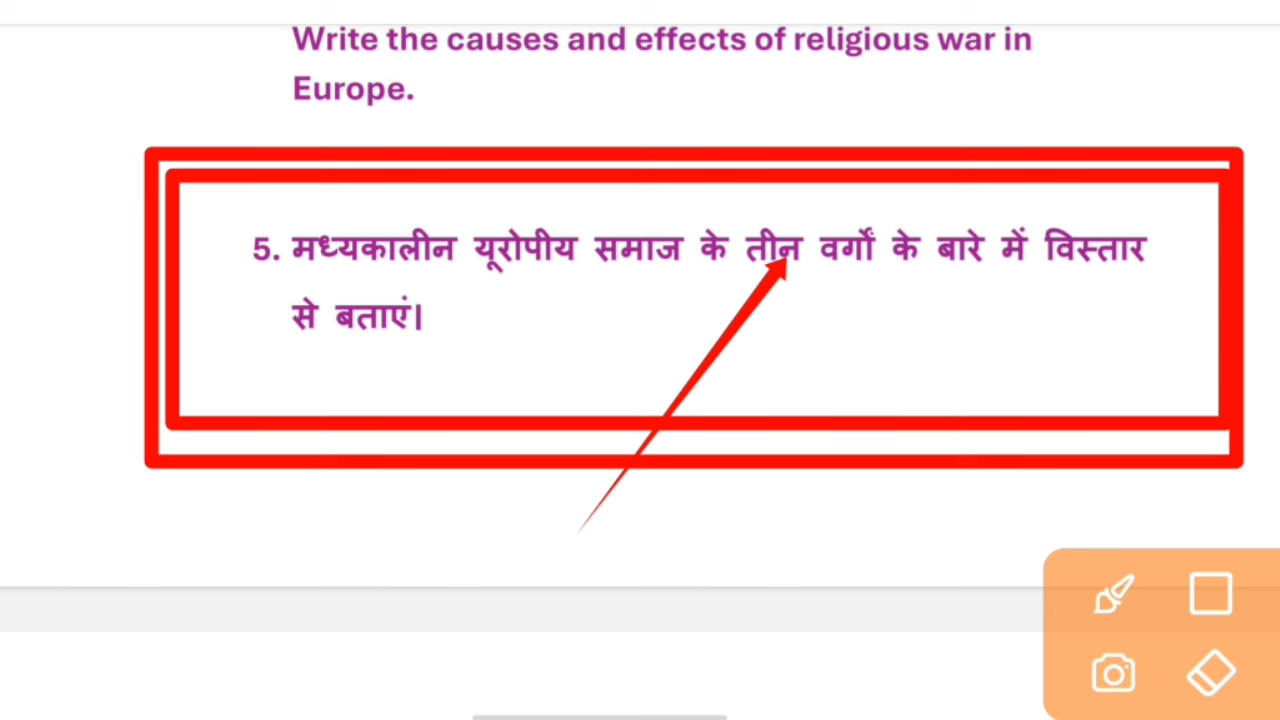 Write the causes and effects of religious war in
Europe.
5. मध्यकालीन यूरोपीय समाज के तीन वर्गों के बारे में विस्तार
से बताएं।